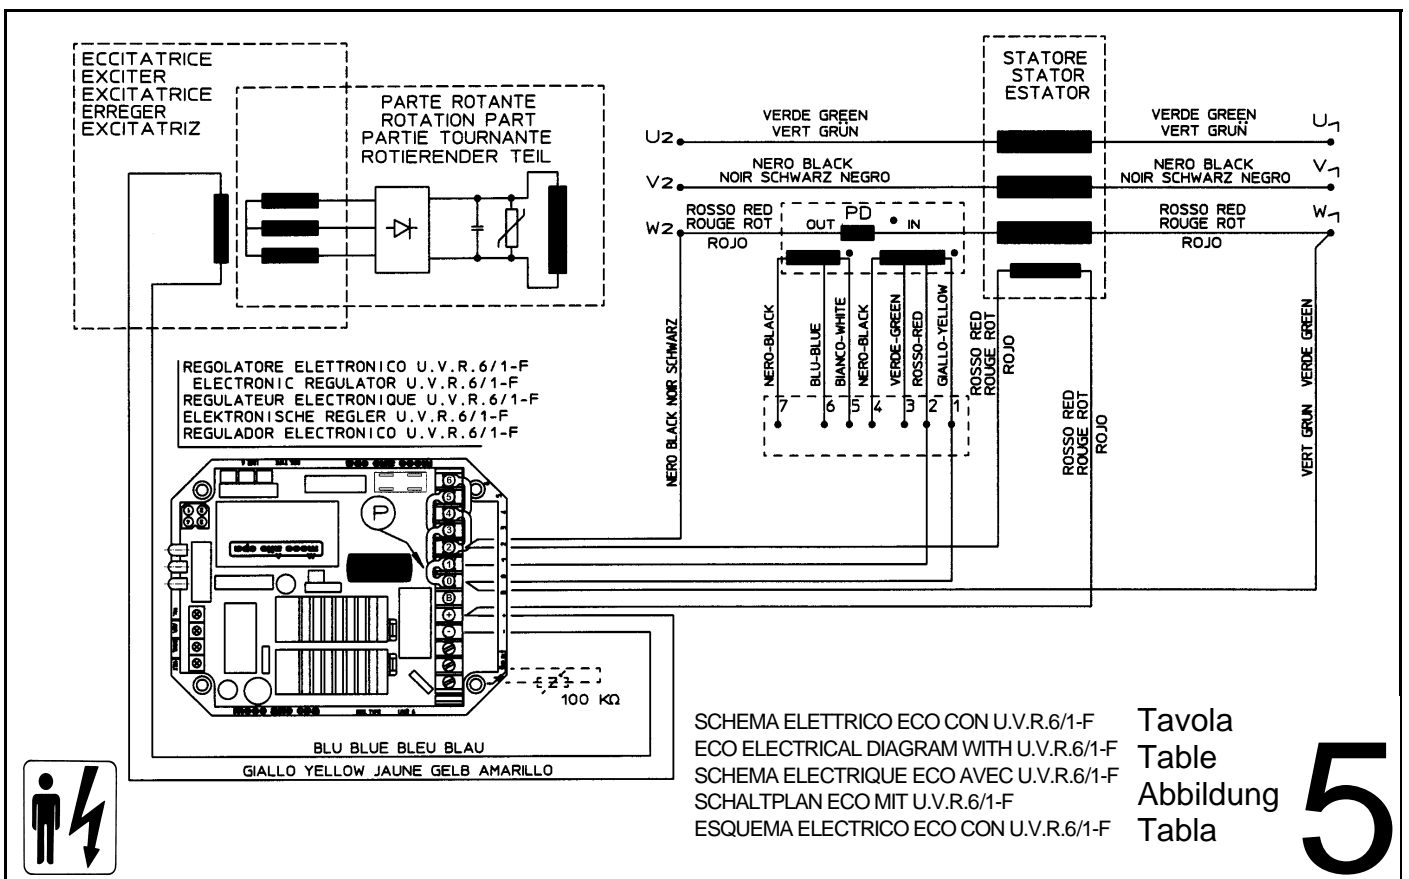 ECCITATRICE
EXCITER
EXCITATRICE
ERREGER
EXCITATRIZ
PARTE ROTANTE
ROTATION PART
PARTIE TOURNANTE
ROTIERENDER TEIL
STATORE
STATOR
ESTATOR
U2
VERDE GREEN
VERT GRÜN
VERDE GREEN
VERT GRÜN
U1
V2
NERO BLACK
NOIR SCHWARZ NEGRO
NERO BLACK
NOIR SCHWARZ NEGRO
V1
W2
ROSSO RED
ROUGE ROT
ROJO
OUT
PD
IN
ROSSO RED
ROUGE ROT
ROJO
W1
NERO BLACK NOIR SCHWARZ
NERO-BLACK
BLU-BLUE
BIANCO-WHITE
NERO-BLACK
VERDE-GREEN
ROSSO-RED
GIALLO-YELLOW
ROSSO RED
ROUGE ROT
ROJO
ROSSO RED
ROUGE ROT
ROJO
VERT GRUN VERDE GREEN
7 6 5 4 3 2 1
REGOLATORE ELETTRONICO U.V.R.6/1-F
ELECTRONIC REGULATOR U.V.R.6/1-F
REGULATEUR ELECTRONIQUE U.V.R.6/1-F
ELEKTRONISCHE REGLER U.V.R.6/1-F
REGULADOR ELECTRONICO U.V.R.6/1-F
P
6
5
4
3
2
1
0
B
+
-
100 KΩ
BLU BLUE BLEU BLAU
GIALLO YELLOW JAUNE GELB AMARILLO
SCHEMA ELETTRICO ECO CON U.V.R.6/1-F
ECO ELECTRICAL DIAGRAM WITH U.V.R.6/1-F
SCHEMA ELECTRIQUE ECO AVEC U.V.R.6/1-F
SCHALTPLAN ECO MIT U.V.R.6/1-F
ESQUEMA ELECTRICO ECO CON U.V.R.6/1-F
Tavola
Table
Abbildung
Tabla
5